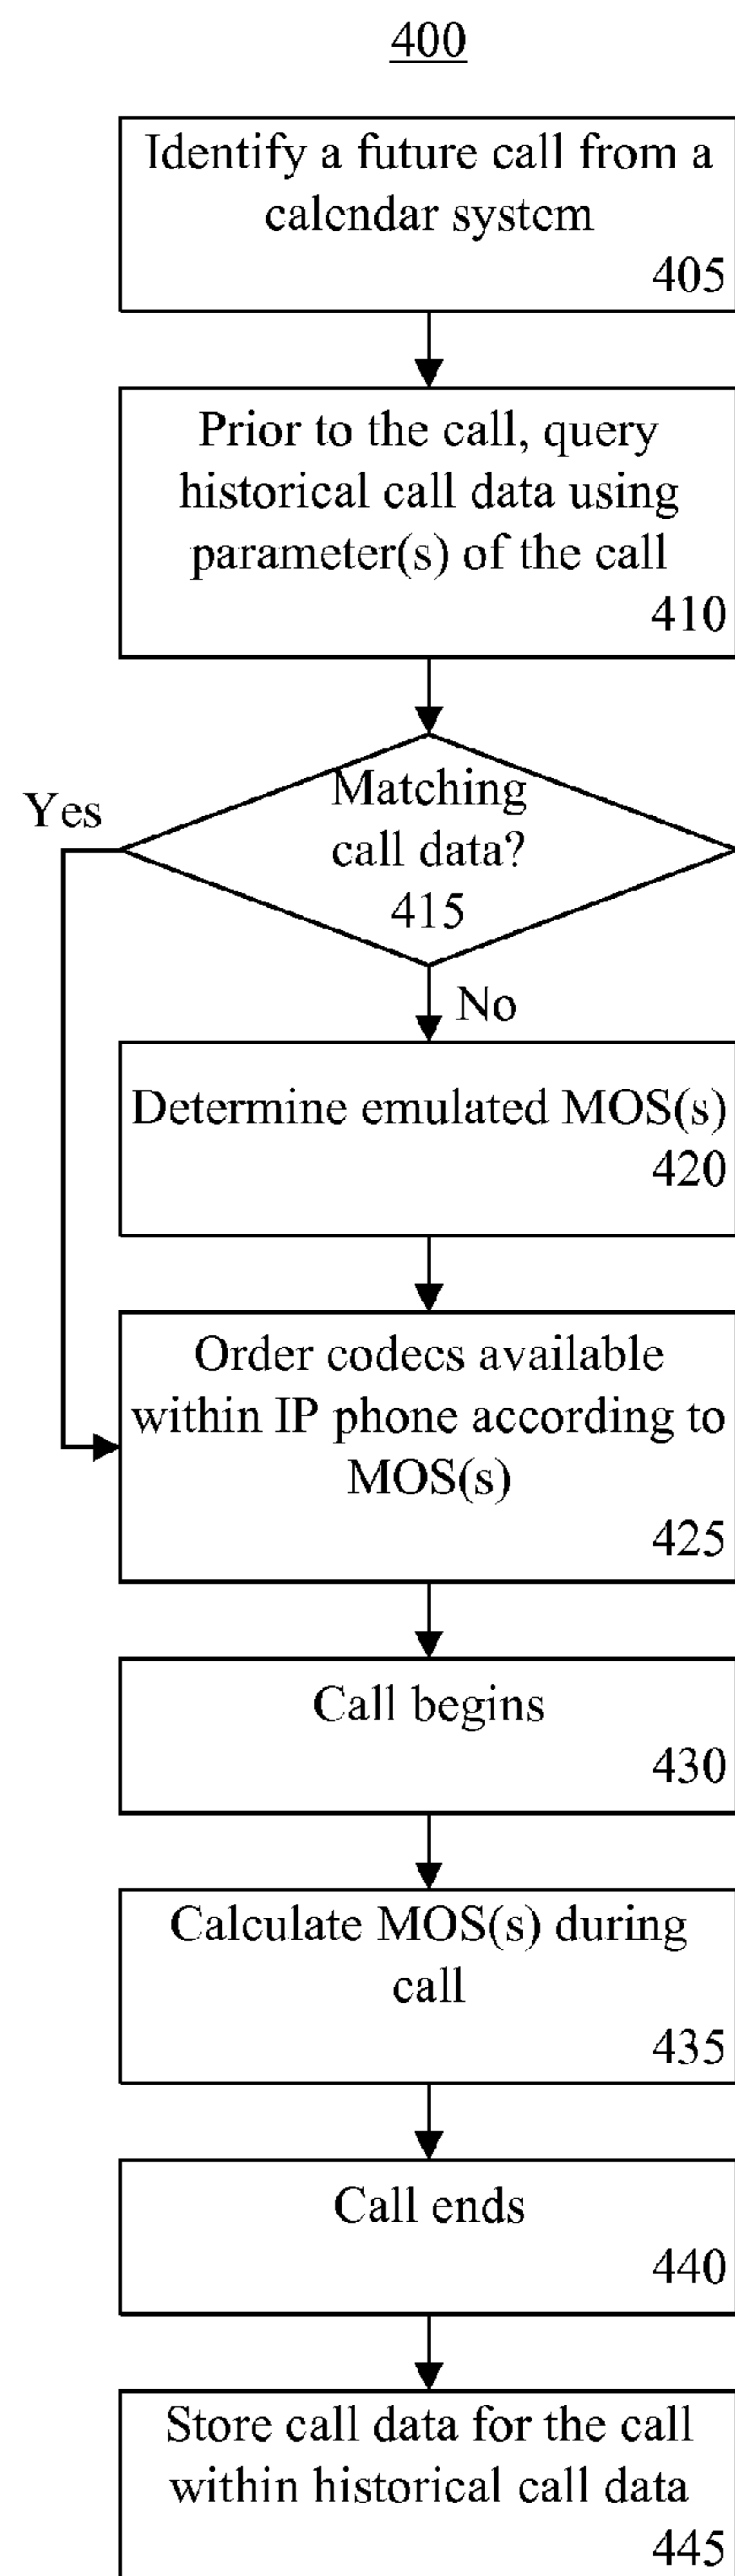 400
Identify a future call from a
calendar system
405
Prior to the call, query
historical call data using
parameter(s) of the call
410
Matching
call data?
415
Yes
No
Determine emulated MOS(s)
420
Order codecs available
within IP phone according to
MOS(s)
425
Call begins
430
Calculate MOS(s) during
call
435
Call ends
440
Store call data for the call
within historical call data
445